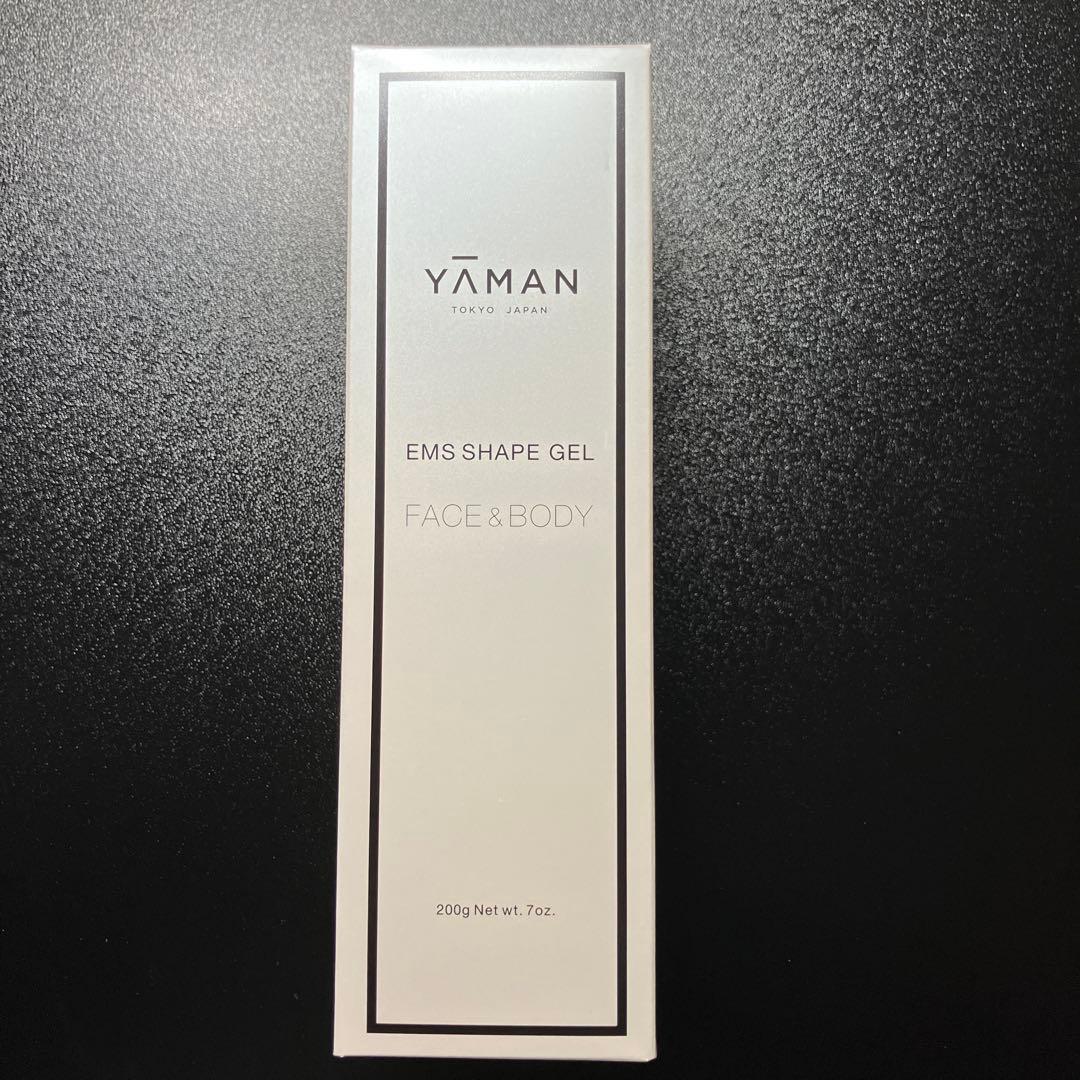 YĀMAN
TOKYO JAPAN
EMS SHAPE GEL
FACE & BODY
200g Net wt. 7oz.